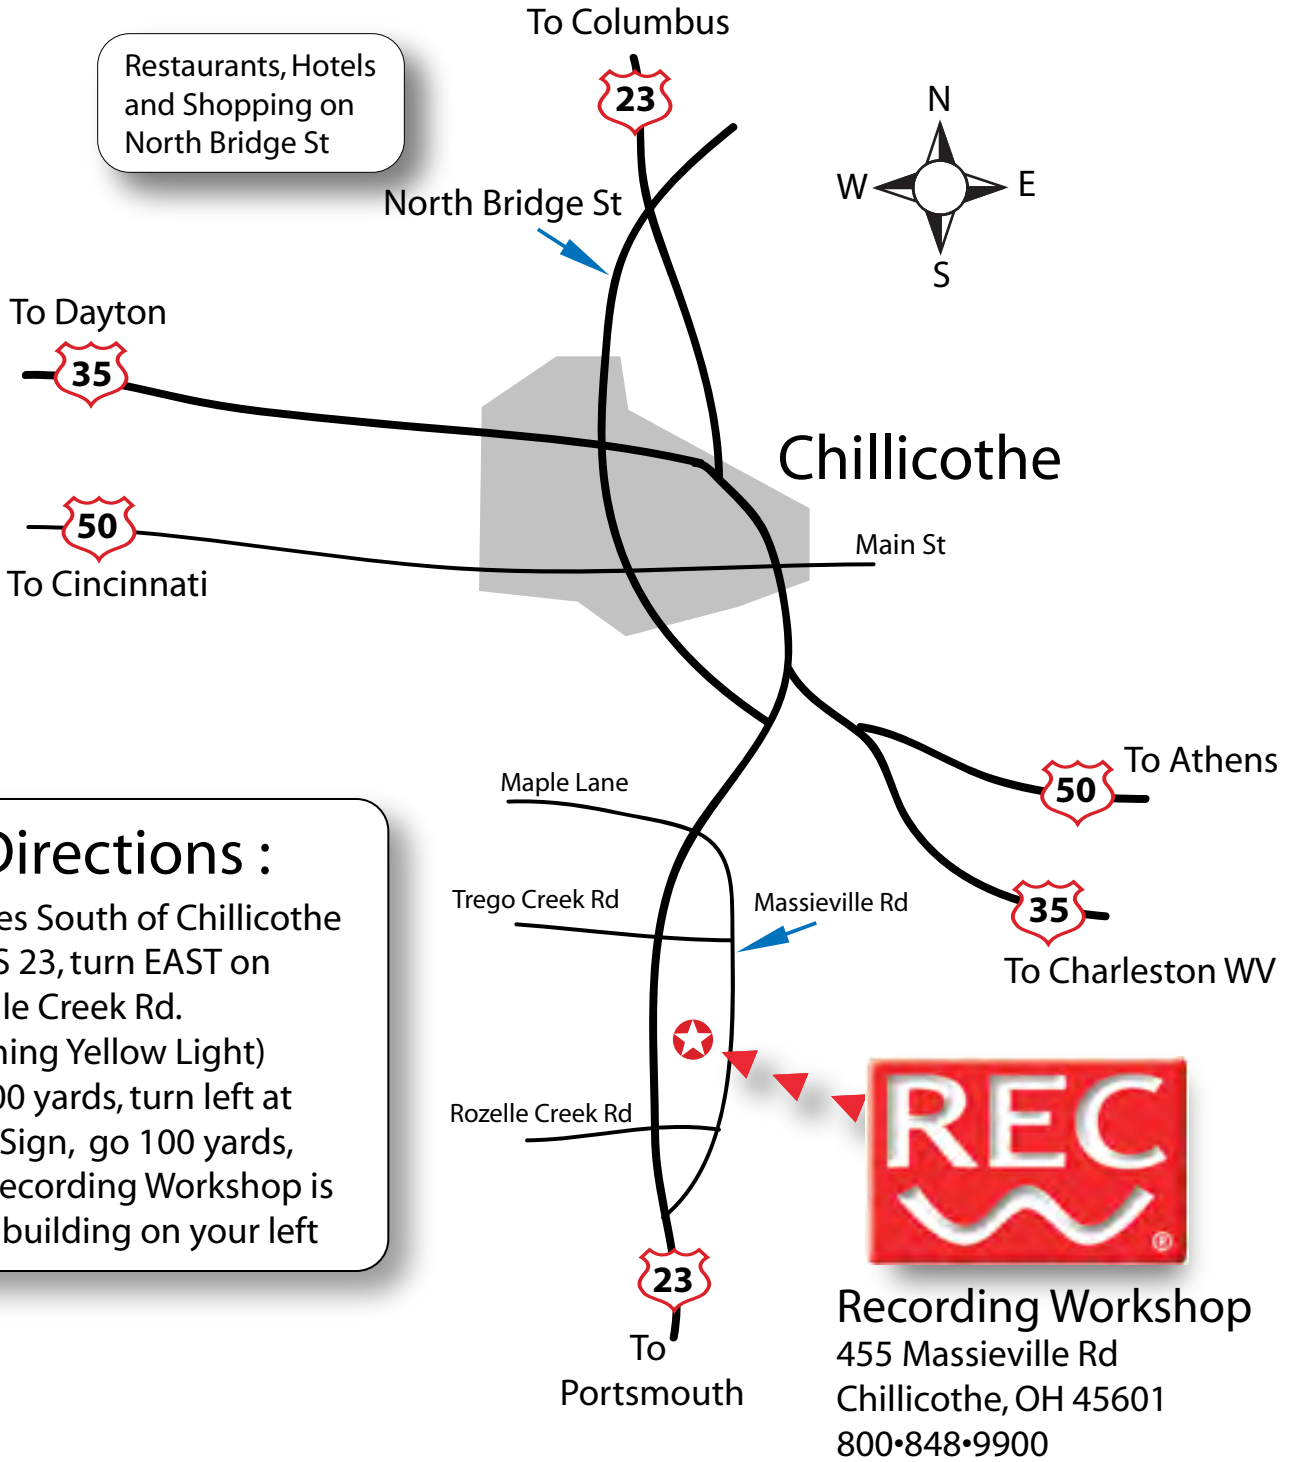 To Columbus
Restaurants, Hotels
and Shopping on
North Bridge St
23
N
W
E
S
North Bridge St
To Dayton
35
Chillicothe
50
Main St
To Cincinnati
To Athens
50
Maple Lane
Trego Creek Rd
Massieville Rd
35
To Charleston WV
Directions :
es South of Chillicothe
S 23, turn EAST on
le Creek Rd.
ning Yellow Light)
00 yards, turn left at
Sign, go 100 yards,
ecording Workshop is
building on your left
Rozelle Creek Rd
REC
®
23
To
Portsmouth
Recording Workshop
455 Massieville Rd
Chillicothe, OH 45601
800•848•9900